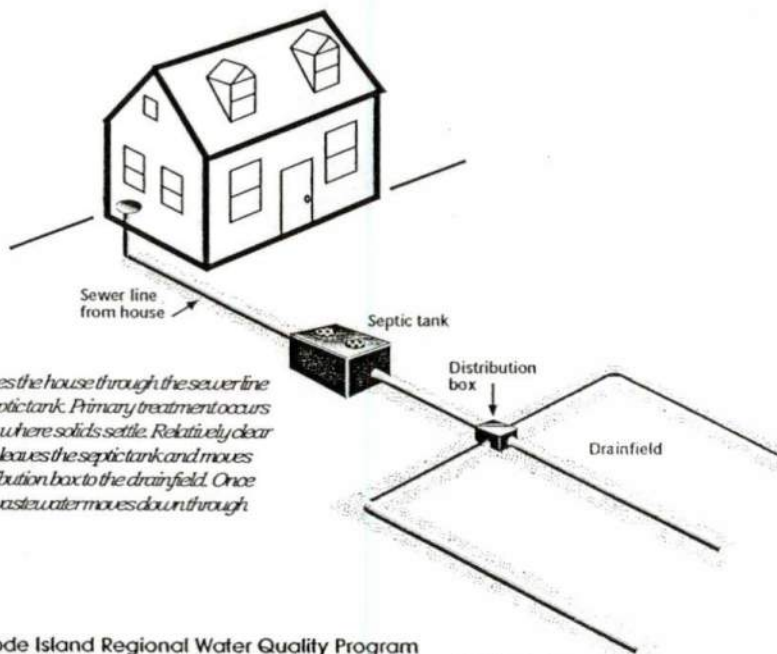 Sewer line
from house
Septic tank
Distribution
box
Drainfield
es the house through the sewer line
ptic tank. Primary treatment occurs
where solids settle. Relatively clear
leaves the septic tank and moves
bution box to the drainfield. Once
wastewater moves down through
ode Island Regional Water Quality Program